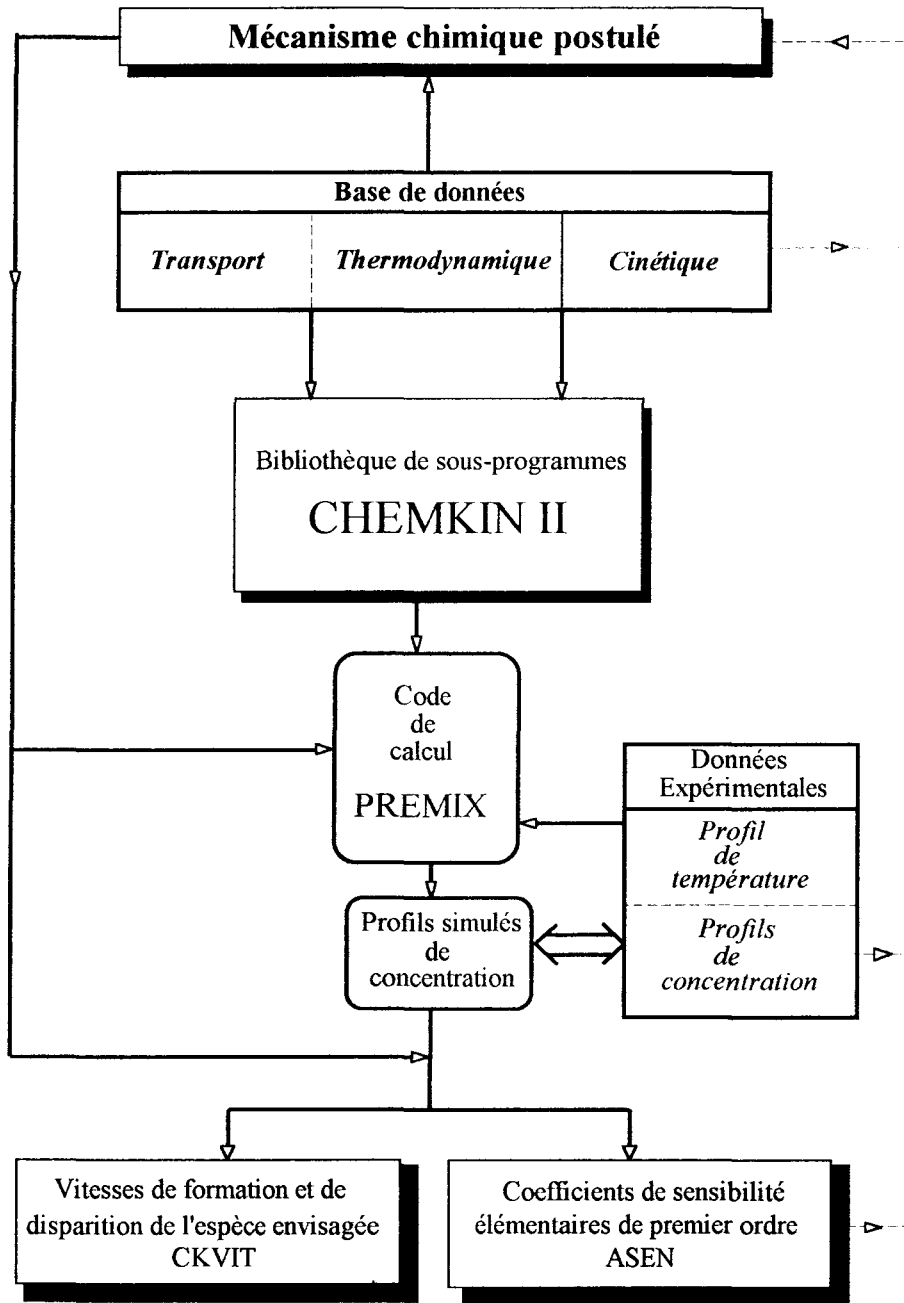 Mécanisme chimique postulé
Base de données
Transport
Thermodynamique
Cinétique
Bibliothèque de sous-programmes
CHEMKIN II
Code
de
calcul
PREMIX
Données
Expérimentales
Profil
de
température
Profils simulés
de
concentration
Profils
de
concentration
Vitesses de formation et de
disparition de l'espèce envisagée
CKVIT
Coefficients de sensibilité
élémentaires de premier ordre
ASEN